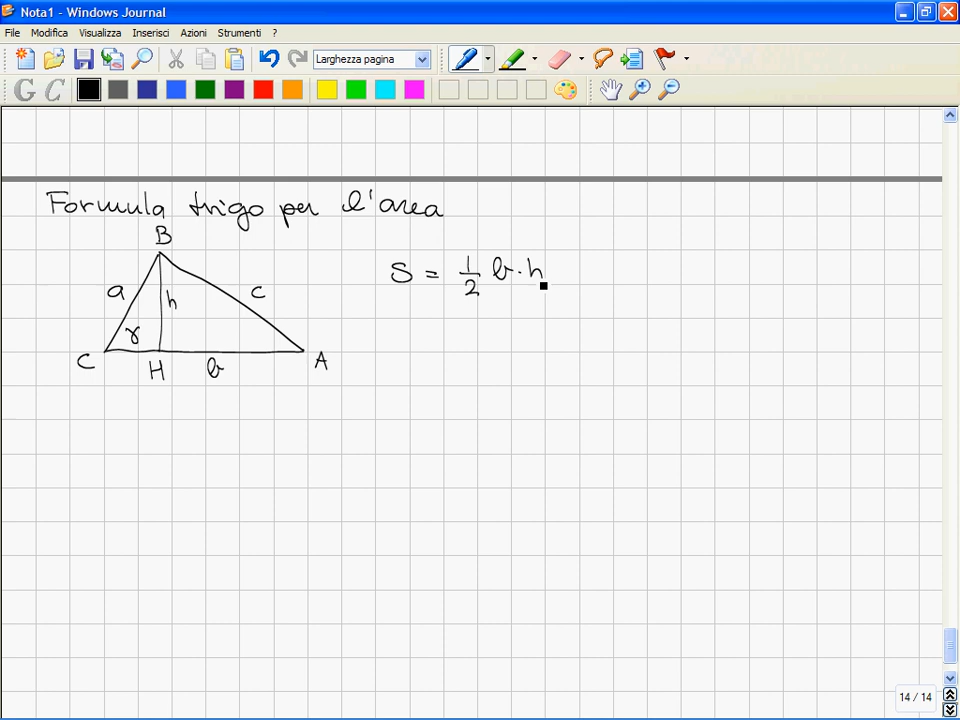 Nota1 - Windows Journal
File Modifica Visualizza Inserisci Azioni Strumenti ?
Larghezza pagina
G C
Formula trigo per l'area
B
S = 1/2 b·h
a h c
γ
C H b A
14 / 14